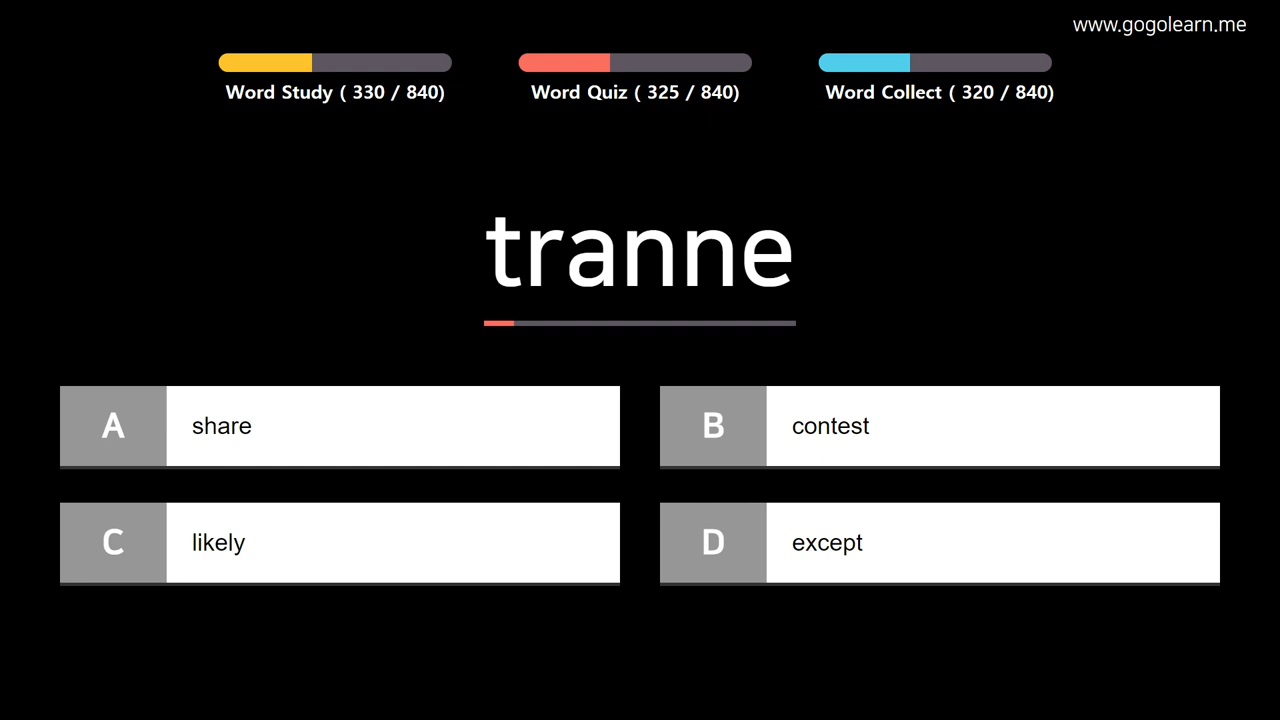 www.gogolearn.me
Word Study ( 330 / 840)
Word Quiz ( 325 / 840)
Word Collect ( 320 / 840)
tranne
A share
B contest
C likely
D except